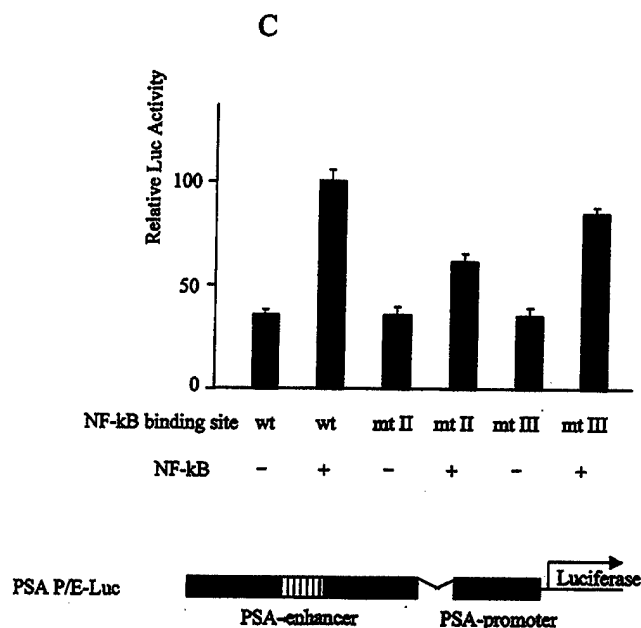 C
Relative Luc Activity
100
50
0
NF-kB binding site wt wt mt II mt II mt III mt III
NF-kB - + - + - +
PSA P/E-Luc
Luciferase
PSA-enhancer PSA-promoter